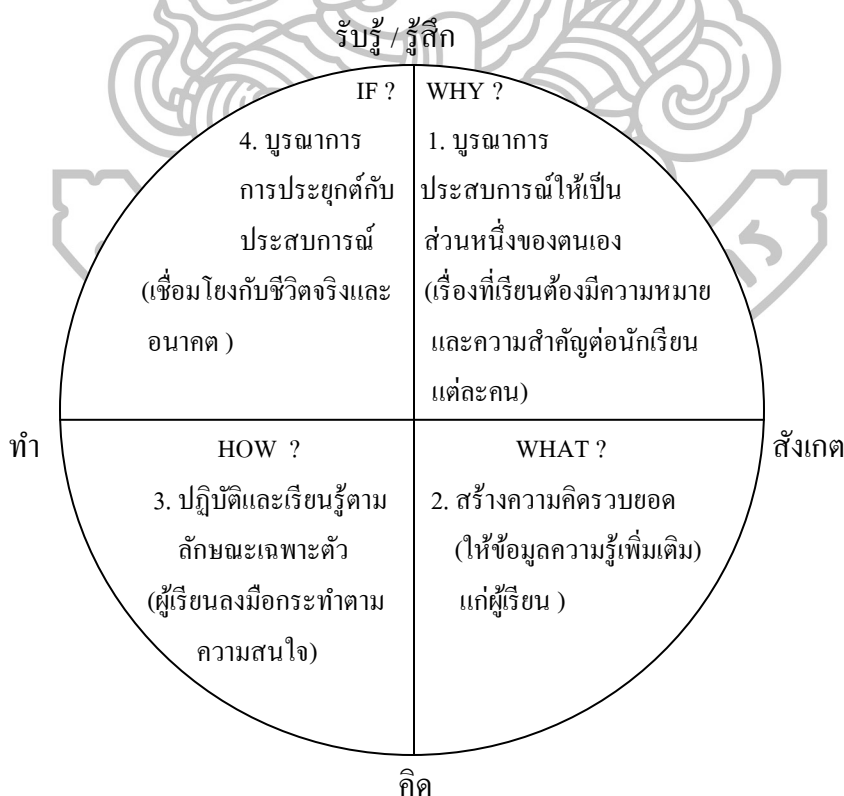 รับรู้ / รู้สึก
IF ?
4. บูรณาการ
การประยุกต์กับ
ประสบการณ์
(เชื่อมโยงกับชีวิตจริงและ
อนาคต )
WHY ?
1. บูรณาการ
ประสบการณ์ให้เป็น
ส่วนหนึ่งของตนเอง
(เรื่องที่เรียนต้องมีความหมาย
และความสำคัญต่อนักเรียน
แต่ละคน)
ทำ
สังเกต
HOW ?
3. ปฏิบัติและเรียนรู้ตาม
ลักษณะเฉพาะตัว
(ผู้เรียนลงมือกระทำตาม
ความสนใจ)
WHAT ?
2. สร้างความคิดรวบยอด
(ให้ข้อมูลความรู้เพิ่มเติม)
แก่ผู้เรียน )
คิด